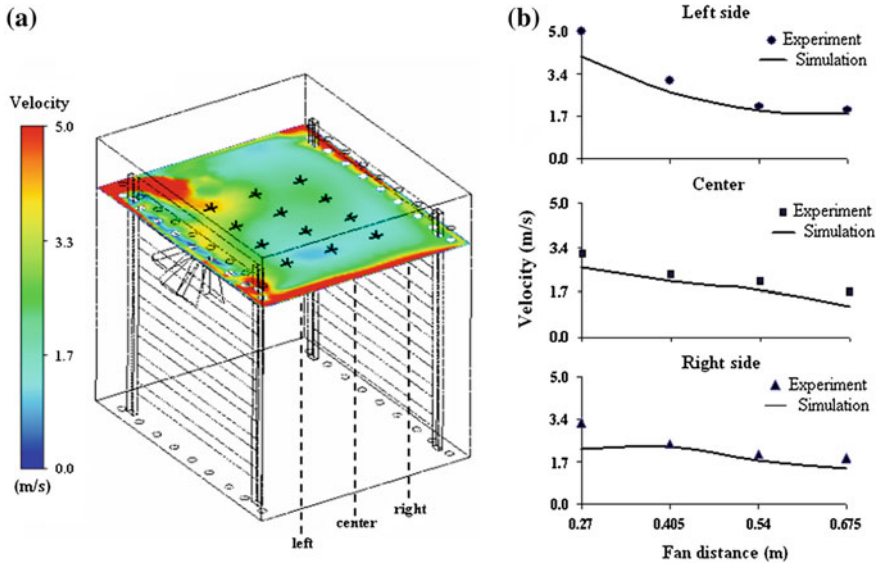 (a)
Velocity
5.0
3.3
1.7
0.0
(m/s)
left
center
right
(b)
Left side
5.0
3.4
1.7
0.0
Experiment
Simulation
Center
5.0
3.4
1.7
0.0
Experiment
Simulation
Velocity (m/s)
Right side
5.0
3.4
1.7
0.0
Experiment
Simulation
0.27
0.405
0.54
0.675
Fan distance (m)